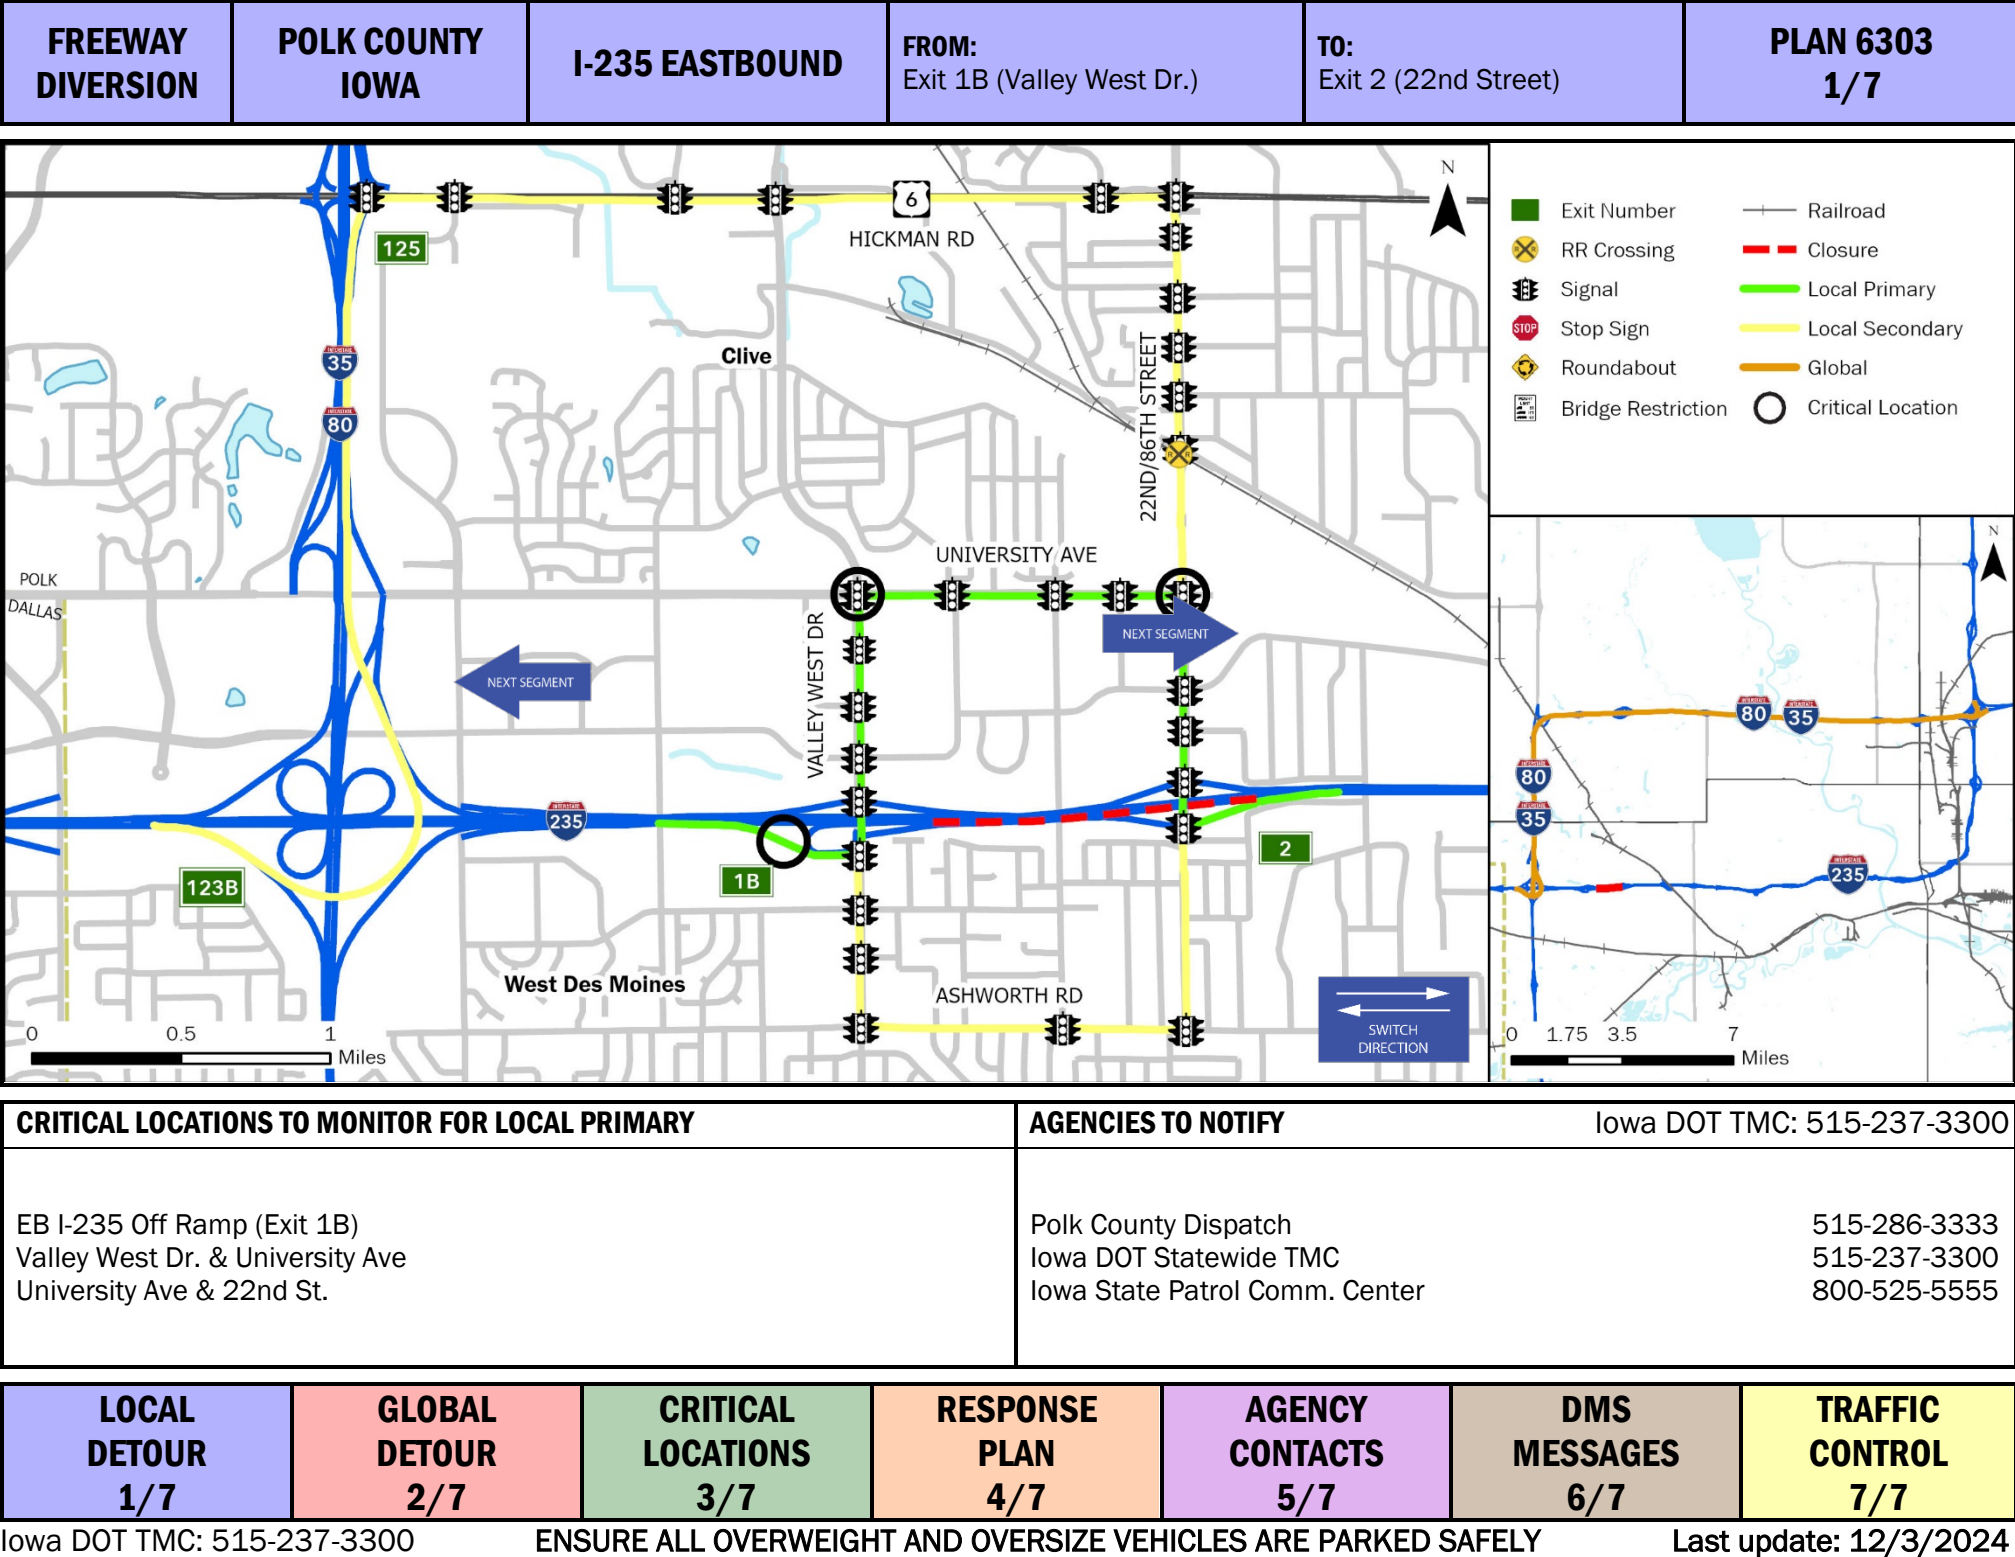 FREEWAY
DIVERSION
POLK COUNTY
IOWA
I-235 EASTBOUND
FROM:
Exit 1B (Valley West Dr.)
TO:
Exit 2 (22nd Street)
PLAN 6303
1/7
N
6
HICKMAN RD
125
INTERSTATE
35
INTERSTATE
80
Clive
22ND/86TH STREET
R R
UNIVERSITY AVE
POLK
DALLAS
NEXT SEGMENT
NEXT SEGMENT
VALLEY WEST DR
INTERSTATE
235
123B
1B
2
West Des Moines
ASHWORTH RD
SWITCH
DIRECTION
0 0.5 1
Miles
Exit Number
RR Crossing
Signal
STOP
Stop Sign
Roundabout
Bridge Restriction
Railroad
Closure
Local Primary
Local Secondary
Global
Critical Location
N
INTERSTATE
80
INTERSTATE
35
INTERSTATE
80
INTERSTATE
35
INTERSTATE
235
0 1.75 3.5 7
Miles
CRITICAL LOCATIONS TO MONITOR FOR LOCAL PRIMARY
EB I-235 Off Ramp (Exit 1B)
Valley West Dr. & University Ave
University Ave & 22nd St.
AGENCIES TO NOTIFY Iowa DOT TMC: 515-237-3300
Polk County Dispatch 515-286-3333
Iowa DOT Statewide TMC 515-237-3300
Iowa State Patrol Comm. Center 800-525-5555
LOCAL
DETOUR
1/7
GLOBAL
DETOUR
2/7
CRITICAL
LOCATIONS
3/7
RESPONSE
PLAN
4/7
AGENCY
CONTACTS
5/7
DMS
MESSAGES
6/7
TRAFFIC
CONTROL
7/7
Iowa DOT TMC: 515-237-3300 ENSURE ALL OVERWEIGHT AND OVERSIZE VEHICLES ARE PARKED SAFELY Last update: 12/3/2024